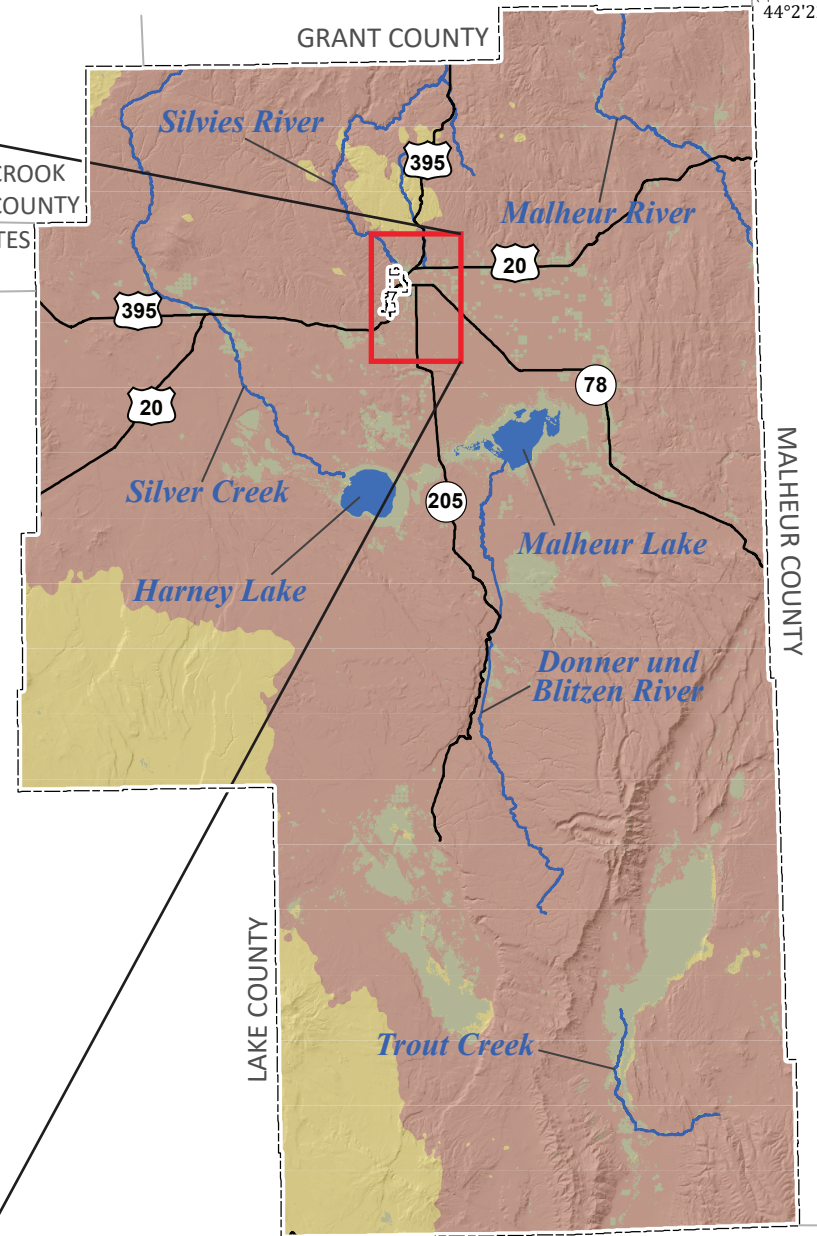 44°2'2
GRANT COUNTY
Silvies River
395
CROOK
COUNTY
TES
Malheur River
20
395
78
20
MALHEUR COUNTY
Silver Creek
205
Malheur Lake
Harney Lake
Donner und
Blitzen River
LAKE COUNTY
Trout Creek